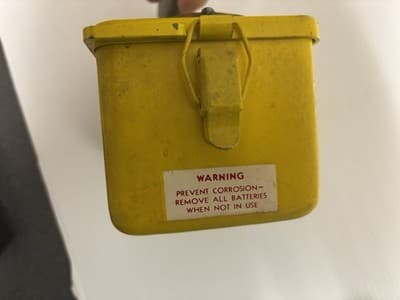 WARNING
PREVENT CORROSION–
REMOVE ALL BATTERIES
WHEN NOT IN USE